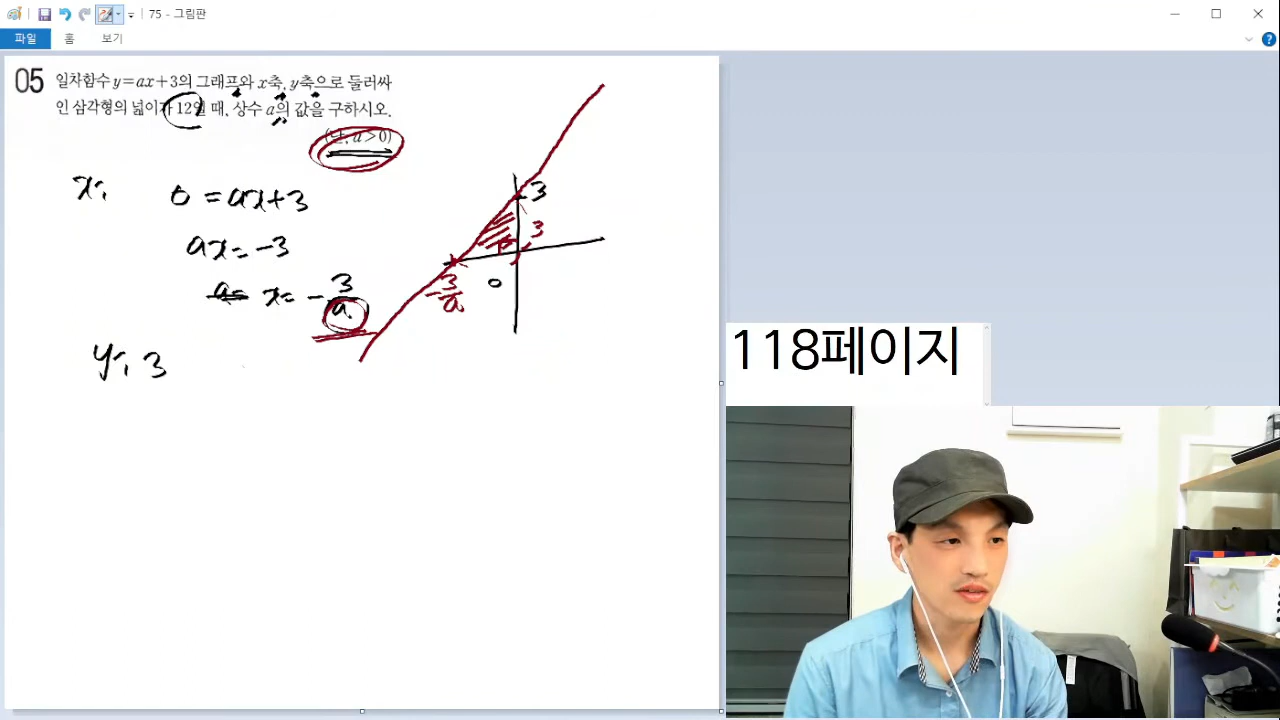 75 - 그림판
파일 홈 보기
05 일차함수 y=ax+3의 그래프와 x축, y축으로 둘러싸
인 삼각형의 넓이가 12일 때, 상수 a의 값을 구하시오.
(단, a>0)
x;
0 = ax+3
ax = -3
x = -3/a
y; 3
3
3
-3/a
0
118페이지